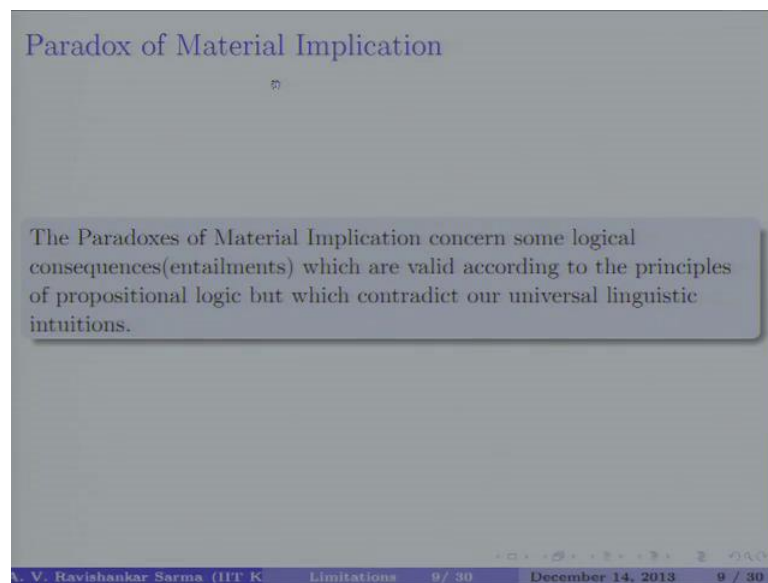 Paradox of Material Implication
The Paradoxes of Material Implication concern some logical
consequences(entailments) which are valid according to the principles
of propositional logic but which contradict our universal linguistic
intuitions.
A. V. Ravishankar Sarma (IIT K Limitations 9/ 30 December 14, 2013 9 / 30